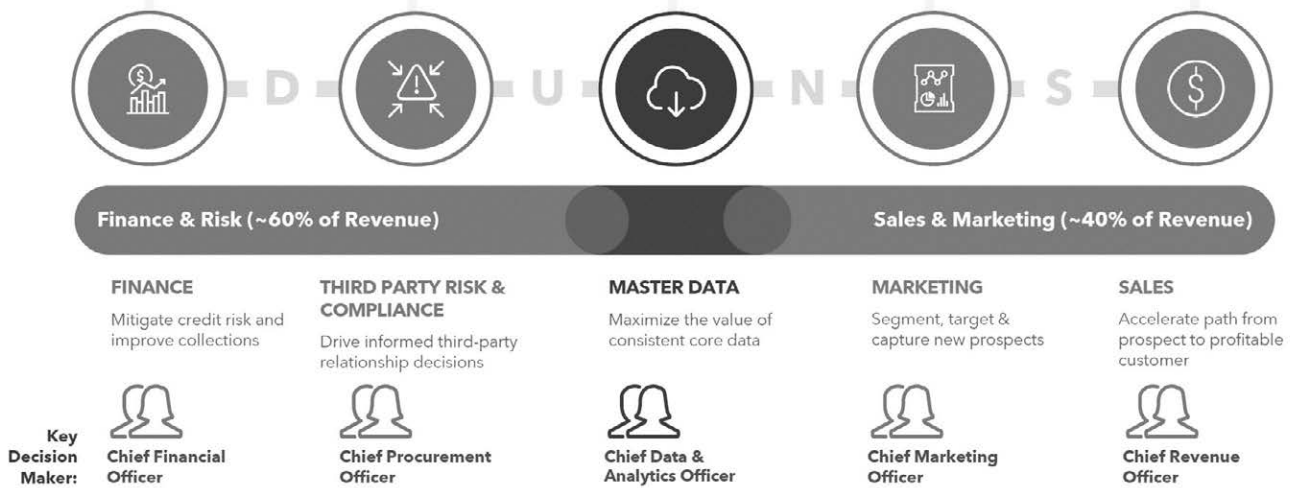 D U N S
Finance & Risk (~60% of Revenue)
Sales & Marketing (~40% of Revenue)
FINANCE
Mitigate credit risk and
improve collections
THIRD PARTY RISK &
COMPLIANCE
Drive informed third-party
relationship decisions
MASTER DATA
Maximize the value of
consistent core data
MARKETING
Segment, target &
capture new prospects
SALES
Accelerate path from
prospect to profitable
customer
Key
Decision
Maker:
Chief Financial
Officer
Chief Procurement
Officer
Chief Data &
Analytics Officer
Chief Marketing
Officer
Chief Revenue
Officer